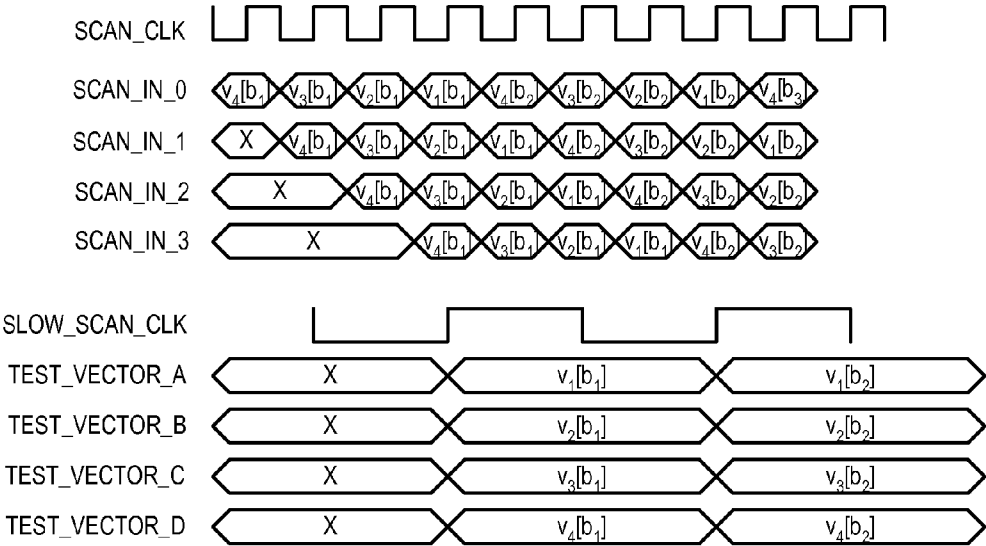 SCAN_CLK
SCAN_IN_0 v₄[b₁] v₃[b₁] v₂[b₁] v₁[b₁] v₄[b₂] v₃[b₂] v₂[b₂] v₁[b₂] v₄[b₃]
SCAN_IN_1 X v₄[b₁] v₃[b₁] v₂[b₁] v₁[b₁] v₄[b₂] v₃[b₂] v₂[b₂] v₁[b₂]
SCAN_IN_2 X v₄[b₁] v₃[b₁] v₂[b₁] v₁[b₁] v₄[b₂] v₃[b₂] v₂[b₂]
SCAN_IN_3 X v₄[b₁] v₃[b₁] v₂[b₁] v₁[b₁] v₄[b₂] v₃[b₂]
SLOW_SCAN_CLK
TEST_VECTOR_A X v₁[b₁] v₁[b₂]
TEST_VECTOR_B X v₂[b₁] v₂[b₂]
TEST_VECTOR_C X v₃[b₁] v₃[b₂]
TEST_VECTOR_D X v₄[b₁] v₄[b₂]